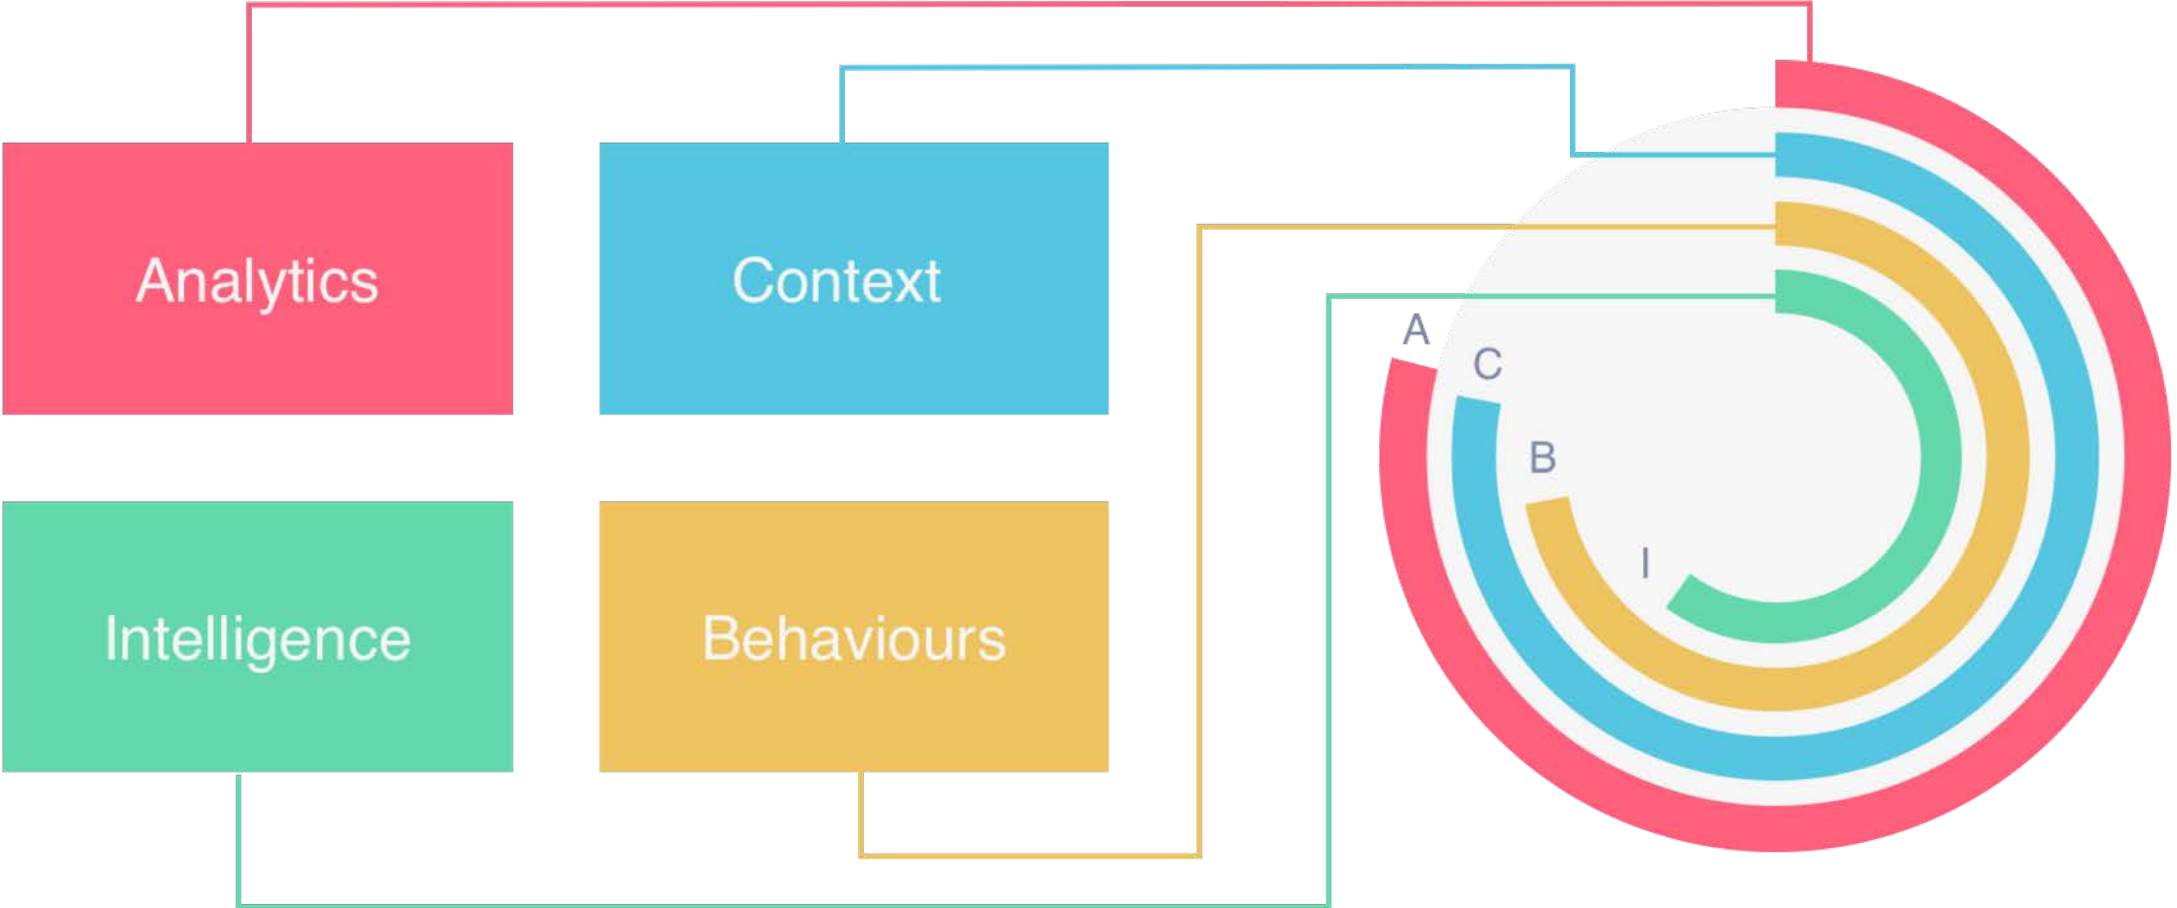 Analytics
Context
Intelligence
Behaviours
A
C
B
I